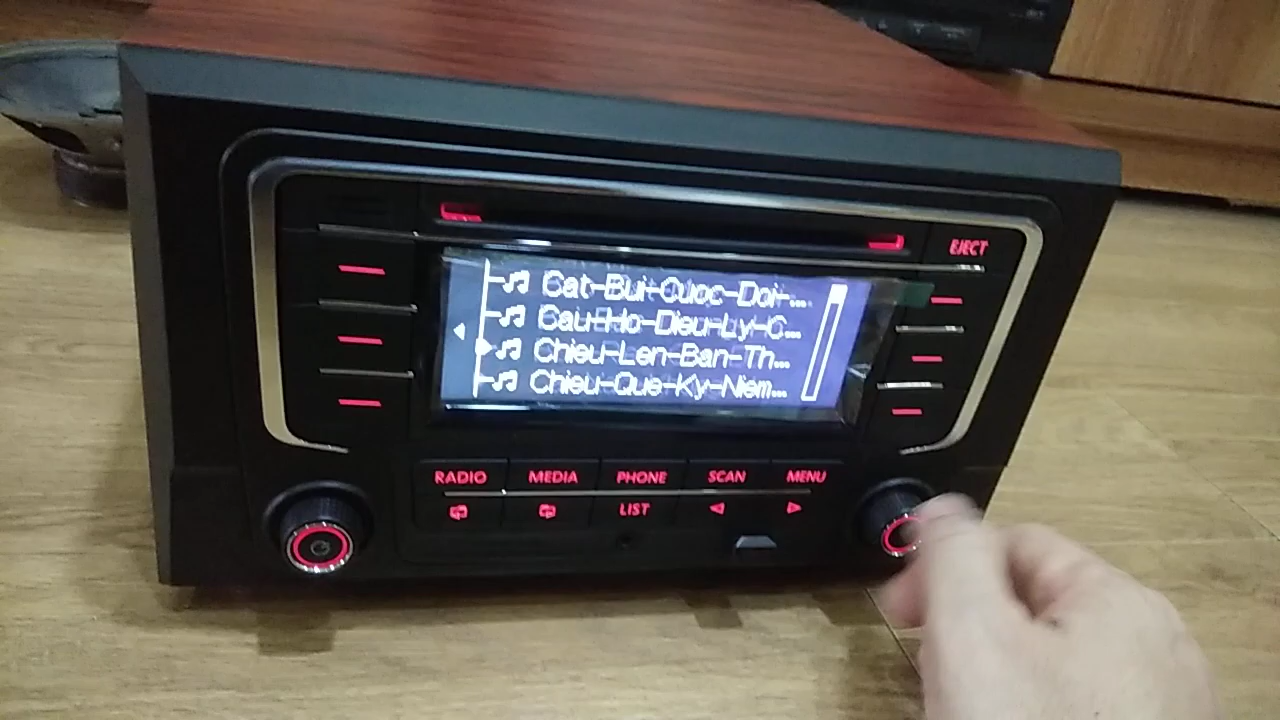 EJECT
Cat-Bui-Cuoc-Doi-...
Cau-Ho-Dieu-Ly-C...
Chieu-Len-Ban-Th...
Chieu-Que-Ky-Niem...
RADIO MEDIA PHONE SCAN MENU
LIST